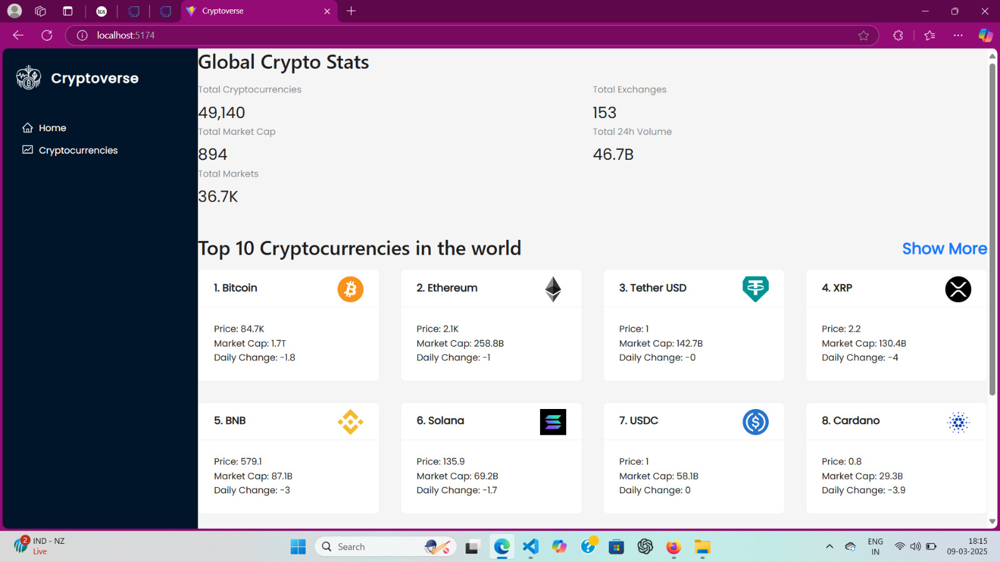 tcs
Cryptoverse
localhost:5174
Cryptoverse
Home
Cryptocurrencies
Global Crypto Stats
Total Cryptocurrencies
49,140
Total Exchanges
153
Total Market Cap
894
Total 24h Volume
46.7B
Total Markets
36.7K
Top 10 Cryptocurrencies in the world
Show More
1. Bitcoin
Price: 84.7K
Market Cap: 1.7T
Daily Change: -1.8
2. Ethereum
Price: 2.1K
Market Cap: 258.8B
Daily Change: -1
3. Tether USD
Price: 1
Market Cap: 142.7B
Daily Change: -0
4. XRP
Price: 2.2
Market Cap: 130.4B
Daily Change: -4
5. BNB
Price: 579.1
Market Cap: 87.1B
Daily Change: -3
6. Solana
Price: 135.9
Market Cap: 69.2B
Daily Change: -1.7
7. USDC
Price: 1
Market Cap: 58.1B
Daily Change: 0
8. Cardano
Price: 0.8
Market Cap: 29.3B
Daily Change: -3.9
2
IND - NZ
Live
Search
ENG
IN
18:15
09-03-2025